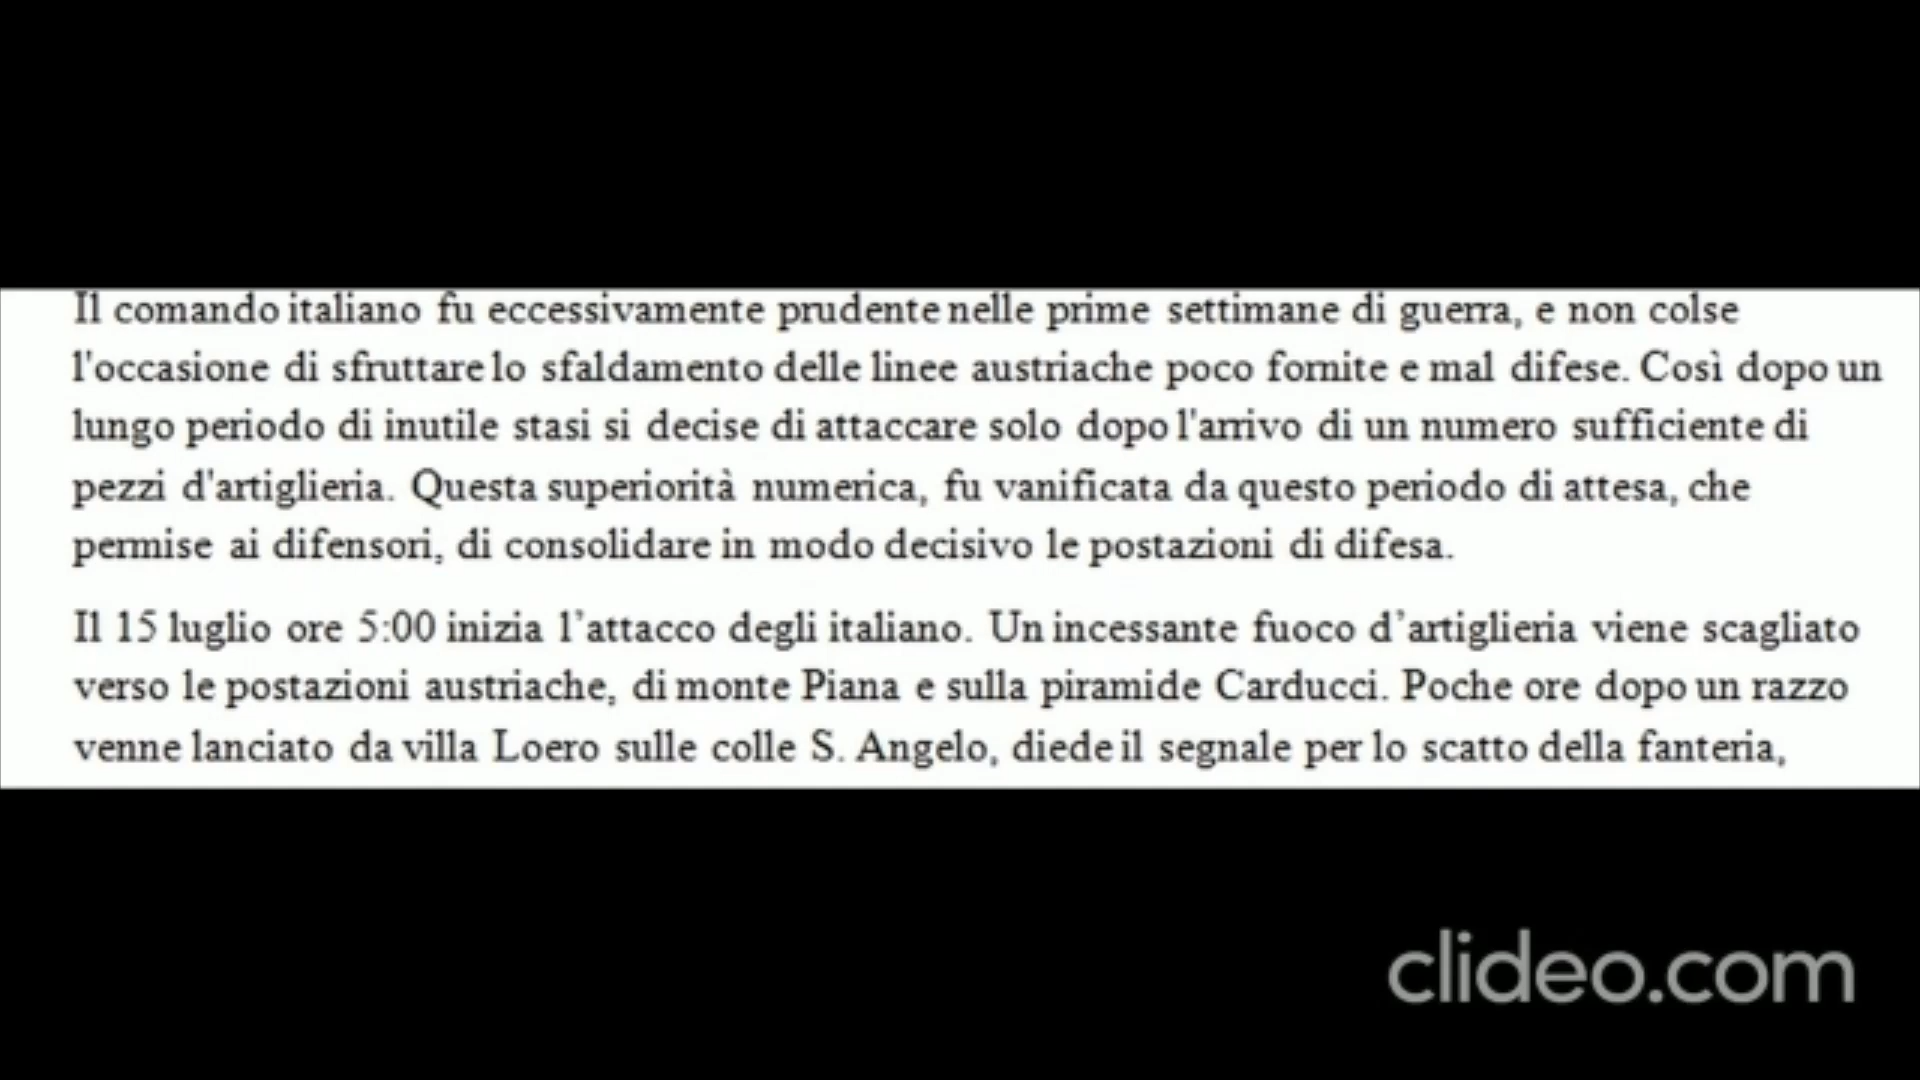 Il comando italiano fu eccessivamente prudente nelle prime settimane di guerra, e non colse
l'occasione di sfruttare lo sfaldamento delle linee austriache poco fornite e mal difese. Così dopo un
lungo periodo di inutile stasi si decise di attaccare solo dopo l'arrivo di un numero sufficiente di
pezzi d'artiglieria. Questa superiorità numerica, fu vanificata da questo periodo di attesa, che
permise ai difensori, di consolidare in modo decisivo le postazioni di difesa.
Il 15 luglio ore 5:00 inizia l’attacco degli italiano. Un incessante fuoco d’artiglieria viene scagliato
verso le postazioni austriache, di monte Piana e sulla piramide Carducci. Poche ore dopo un razzo
venne lanciato da villa Loero sulle colle S. Angelo, diede il segnale per lo scatto della fanteria,
clideo.com